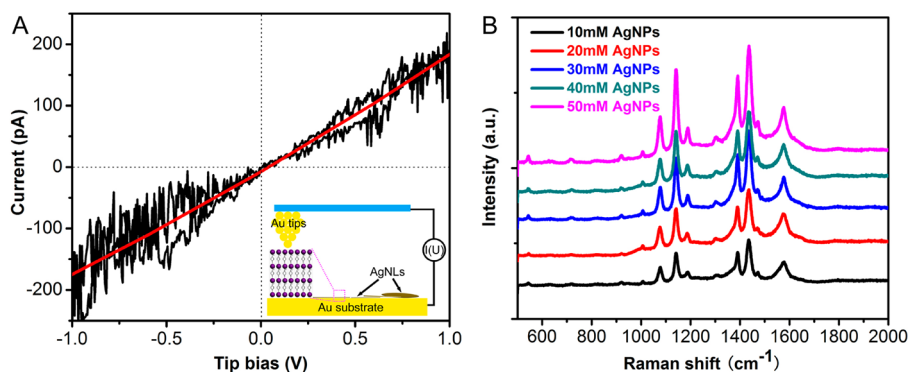 A
Current (pA)
200
100
0
-100
-200
-1.0
-0.5
0.0
0.5
1.0
Tip bias (V)
Au tips
AgNLs
Au substrate
I(U)
B
Intensity (a.u.)
10mM AgNPs
20mM AgNPs
30mM AgNPs
40mM AgNPs
50mM AgNPs
600
800
1000
1200
1400
1600
1800
2000
Raman shift (cm⁻¹)